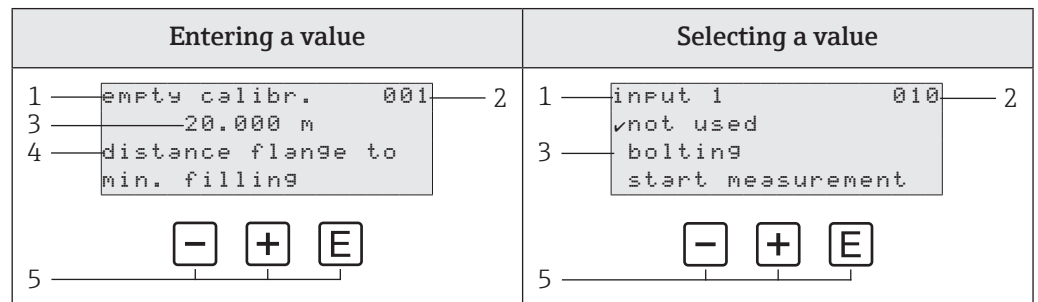 Entering a value
Selecting a value
1 empty calibr. 001 2
3 20.000 m
4 distance flange to
min. filling
- + E
5
1 input 1 010 2
✓not used
3 bolting
start measurement
- + E
5